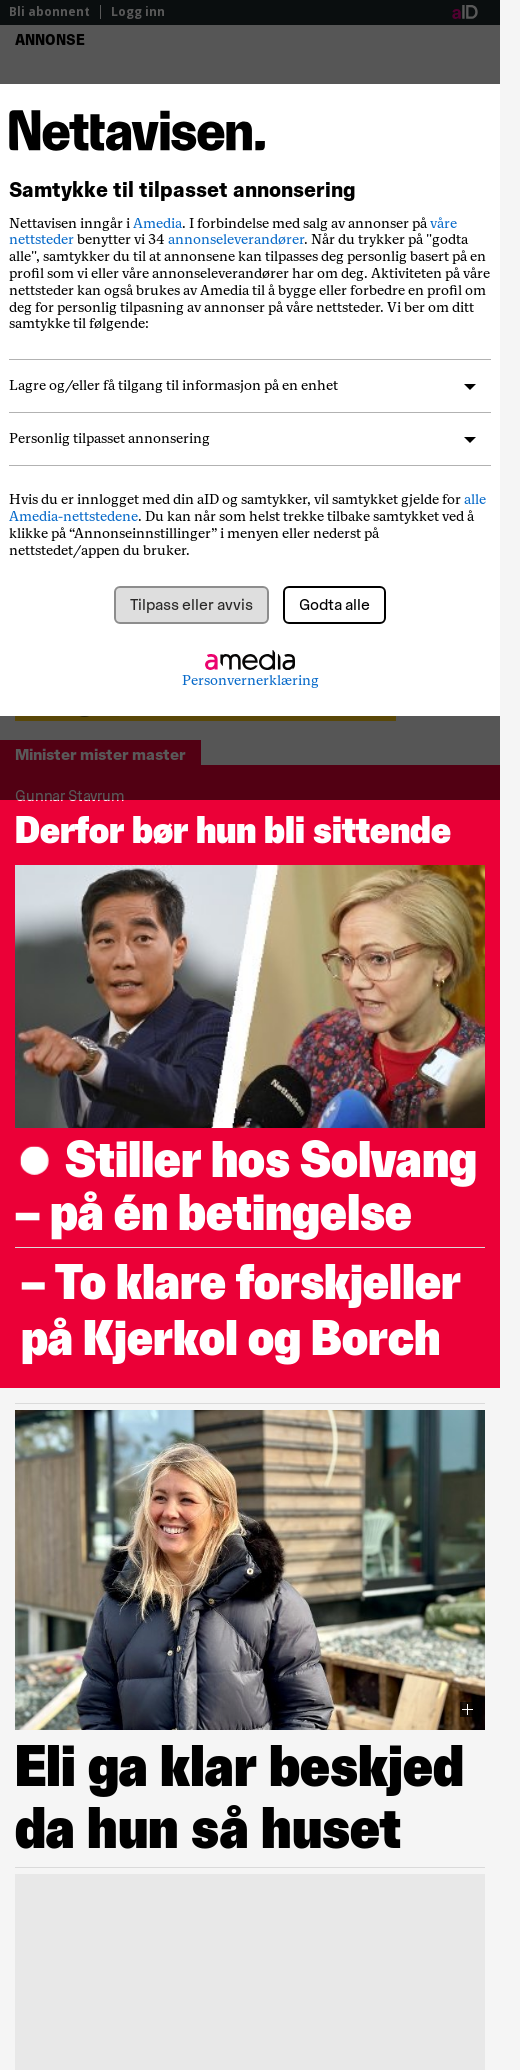 Bli abonnent
Logg inn
aID
ANNONSE
Nettavisen.
Samtykke til tilpasset annonsering
Nettavisen inngår i Amedia. I forbindelse med salg av annonser på våre
nettsteder benytter vi 34 annonseleverandører. Når du trykker på "godta
alle", samtykker du til at annonsene kan tilpasses deg personlig basert på en
profil som vi eller våre annonseleverandører har om deg. Aktiviteten på våre
nettsteder kan også brukes av Amedia til å bygge eller forbedre en profil om
deg for personlig tilpasning av annonser på våre nettsteder. Vi ber om ditt
samtykke til følgende:
Lagre og/eller få tilgang til informasjon på en enhet
Personlig tilpasset annonsering
Hvis du er innlogget med din aID og samtykker, vil samtykket gjelde for alle
Amedia-nettstedene. Du kan når som helst trekke tilbake samtykket ved å
klikke på “Annonseinnstillinger” i menyen eller nederst på
nettstedet/appen du bruker.
Tilpass eller avvis
Godta alle
amedia
Personvernerklæring
Minister mister master
Gunnar Stavrum
Derfor bør hun bli sittende
Nettavisen
Stiller hos Solvang
– på én betingelse
– To klare forskjeller
på Kjerkol og Borch
Eli ga klar beskjed
da hun så huset